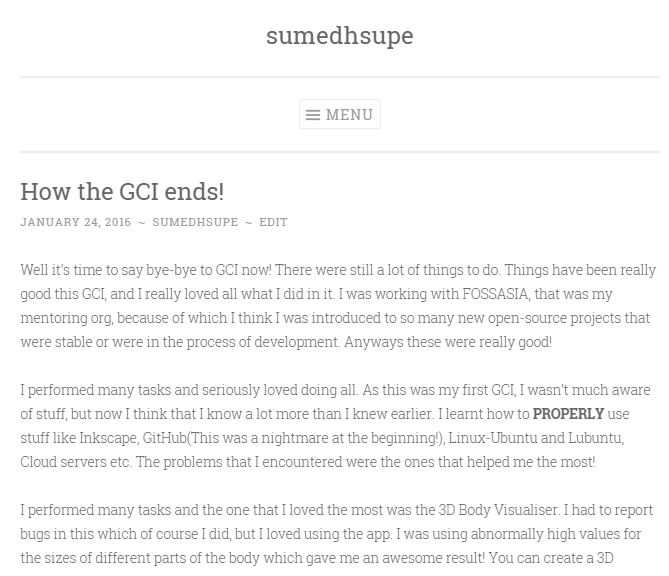 sumedhsupe
MENU
How the GCI ends!
JANUARY 24, 2016 ~ SUMEDHSUPE ~ EDIT
Well it's time to say bye-bye to GCI now! There were still a lot of things to do. Things have been really
good this GCI, and I really loved all what I did in it. I was working with FOSSASIA, that was my
mentoring org, because of which I think I was introduced to so many new open-source projects that
were stable or were in the process of development. Anyways these were really good!
I performed many tasks and seriously loved doing all. As this was my first GCI, I wasn't much aware
of stuff, but now I think that I know a lot more than I knew earlier. I learnt how to PROPERLY use
stuff like Inkscape, GitHub(This was a nightmare at the beginning!), Linux-Ubuntu and Lubuntu,
Cloud servers etc. The problems that I encountered were the ones that helped me the most!
I performed many tasks and the one that I loved the most was the 3D Body Visualiser. I had to report
bugs in this which of course I did, but I loved using the app. I was using abnormally high values for
the sizes of different parts of the body which gave me an awesome result! You can create a 3D